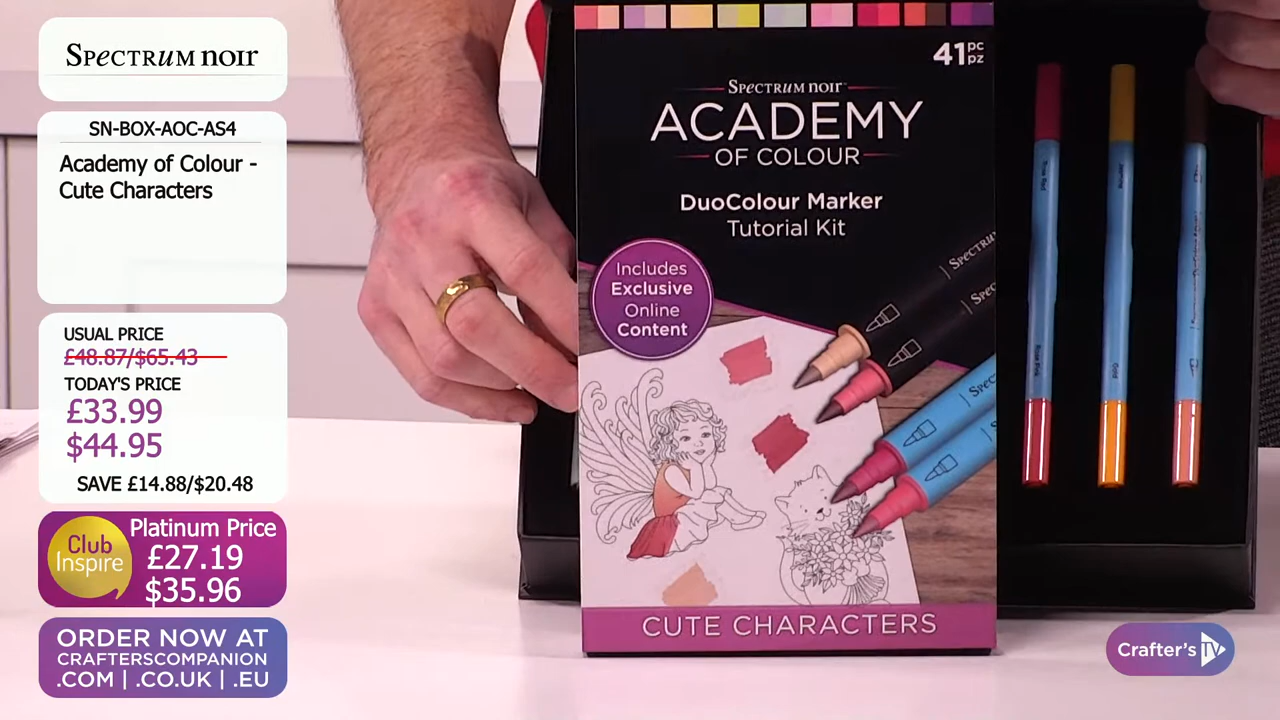 Spectrum noir
SN-BOX-AOC-AS4
Academy of Colour -
Cute Characters
USUAL PRICE
£48.87/$65.43
TODAY'S PRICE
£33.99
$44.95
SAVE £14.88/$20.48
Club
Inspire
Platinum Price
£27.19
$35.96
ORDER NOW AT
CRAFTERSCOMPANION
.COM | .CO.UK | .EU
41 pc
pz
Spectrum noir™
ACADEMY
OF COLOUR
DuoColour Marker
Tutorial Kit
Includes
Exclusive
Online
Content
CUTE CHARACTERS
Gold
Crafter's TV